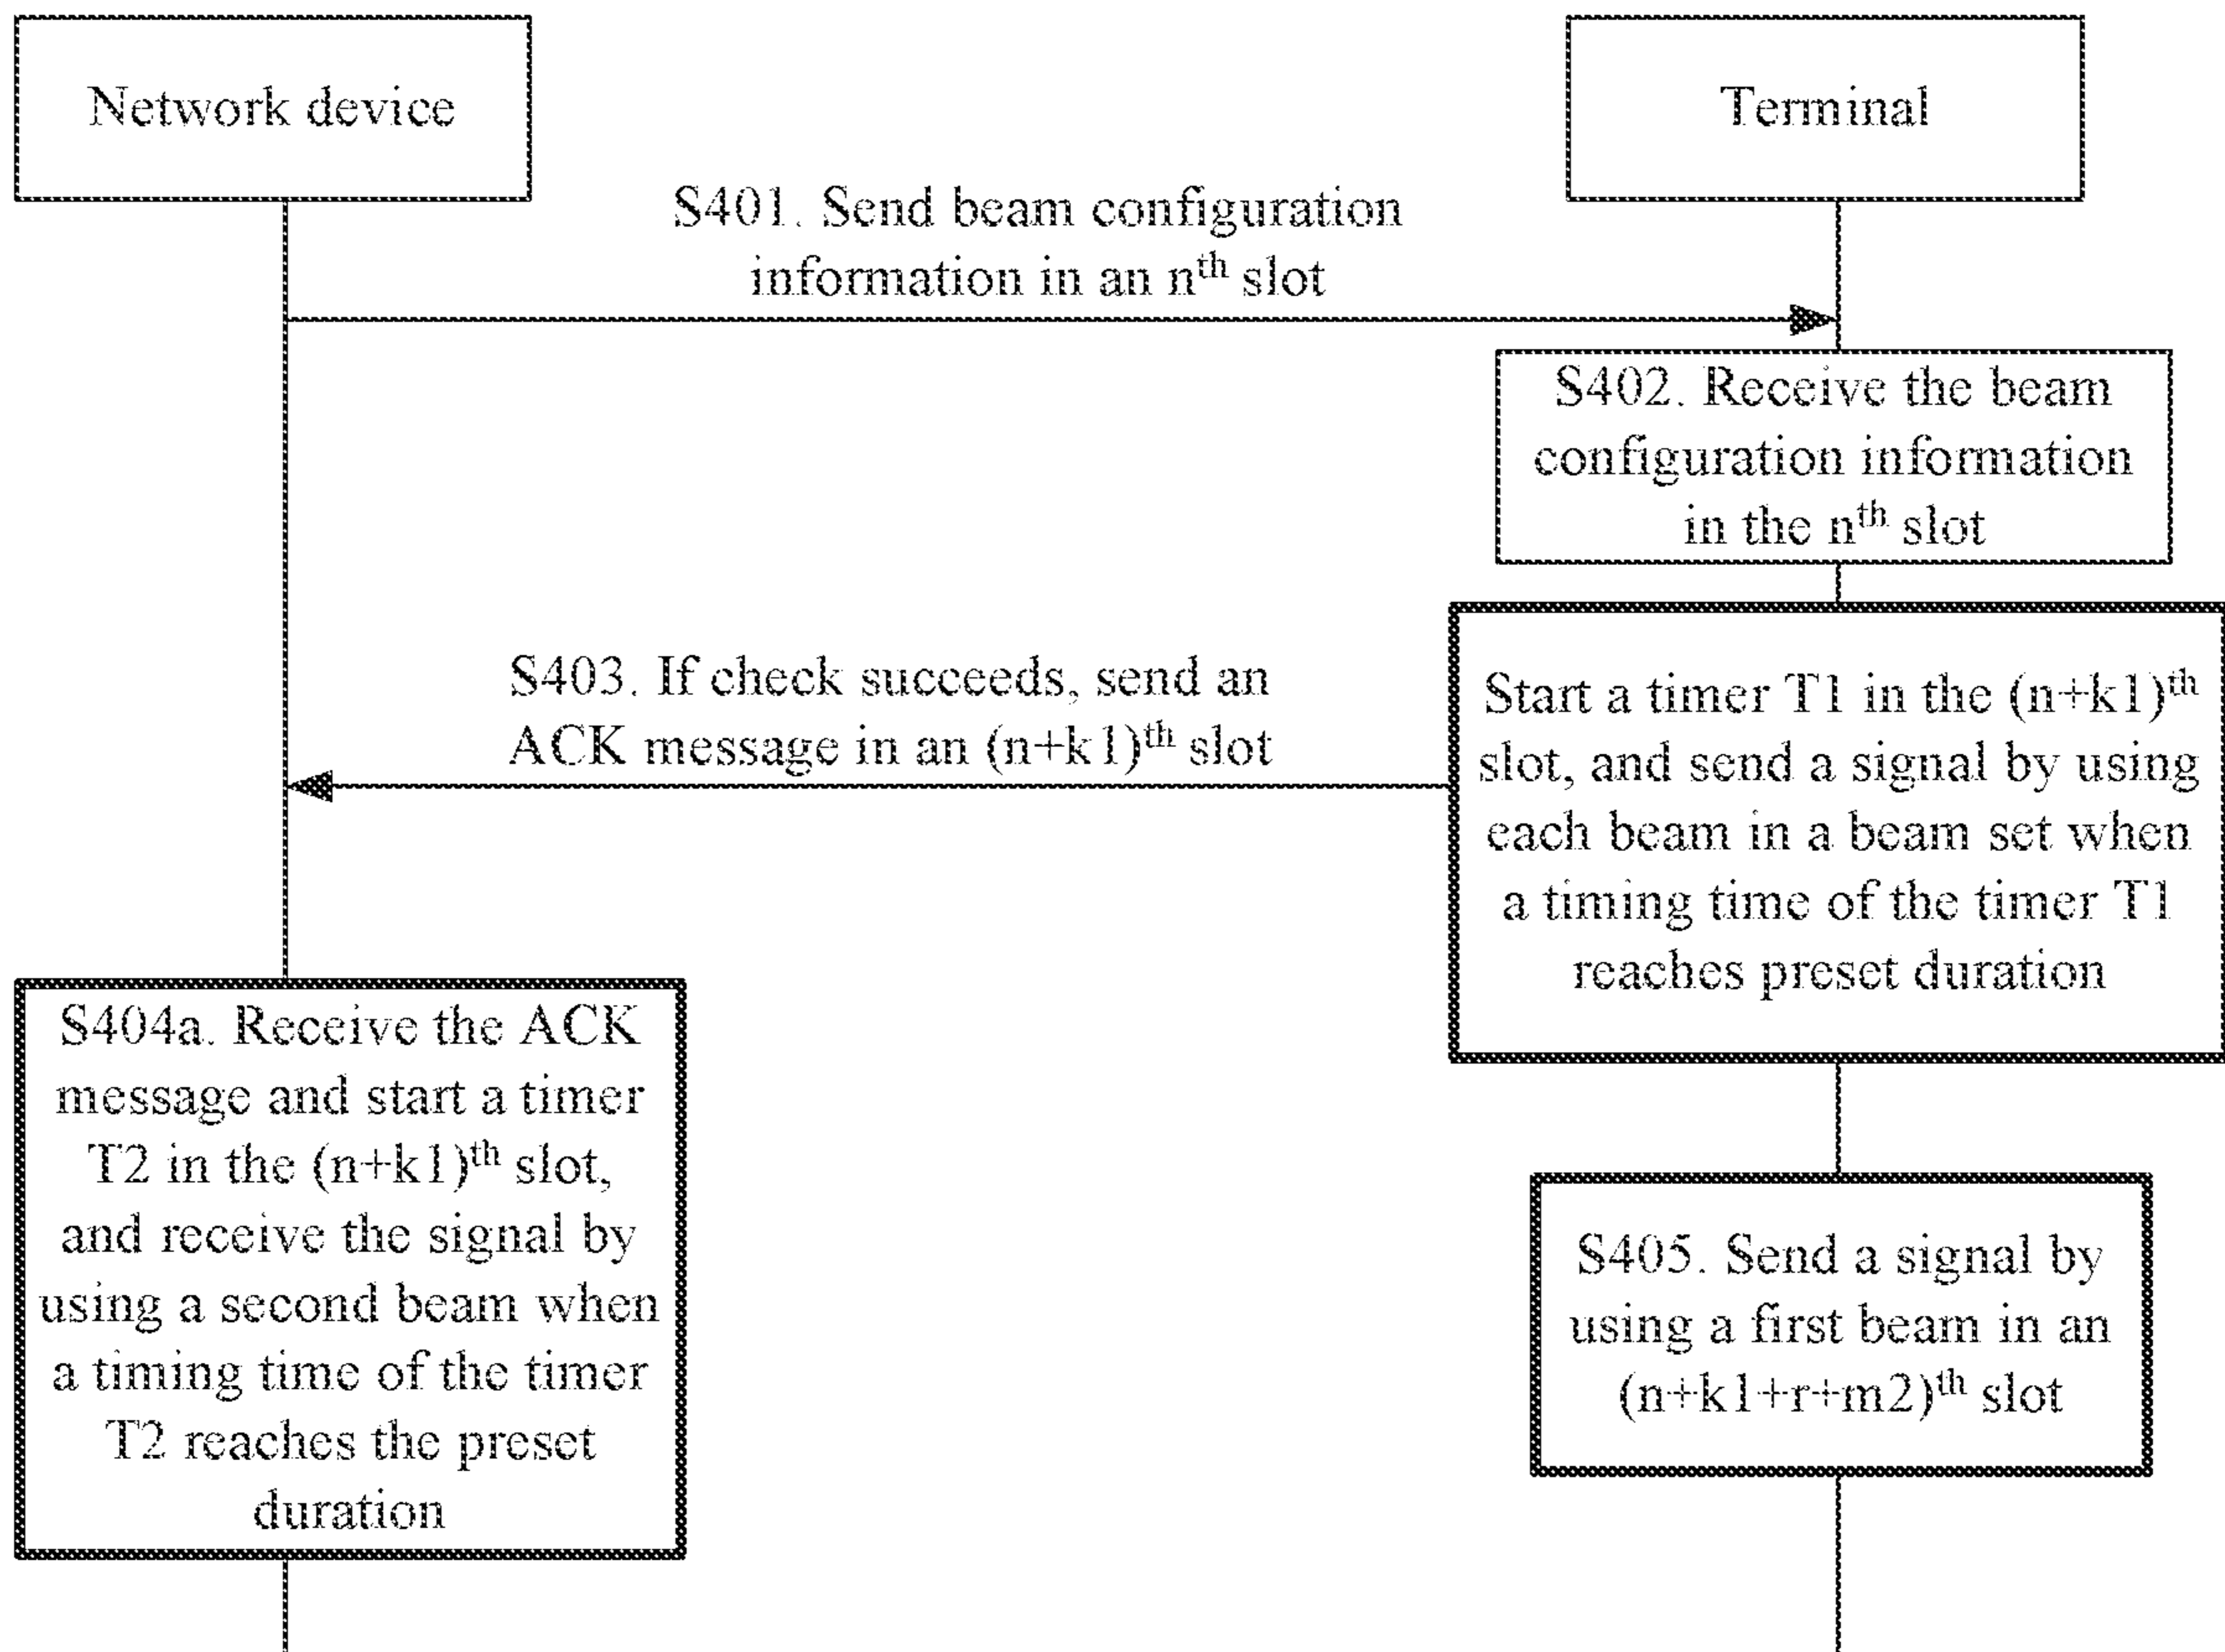 Network device
Terminal
S401. Send beam configuration
information in an nth slot
S402. Receive the beam
configuration information
in the nth slot
S403. If check succeeds, send an
ACK message in an (n+k1)th slot
Start a timer T1 in the (n+k1)th
slot, and send a signal by using
each beam in a beam set when
a timing time of the timer T1
reaches preset duration
S404a. Receive the ACK
message and start a timer
T2 in the (n+k1)th slot,
and receive the signal by
using a second beam when
a timing time of the timer
T2 reaches the preset
duration
S405. Send a signal by
using a first beam in an
(n+k1+r+m2)th slot